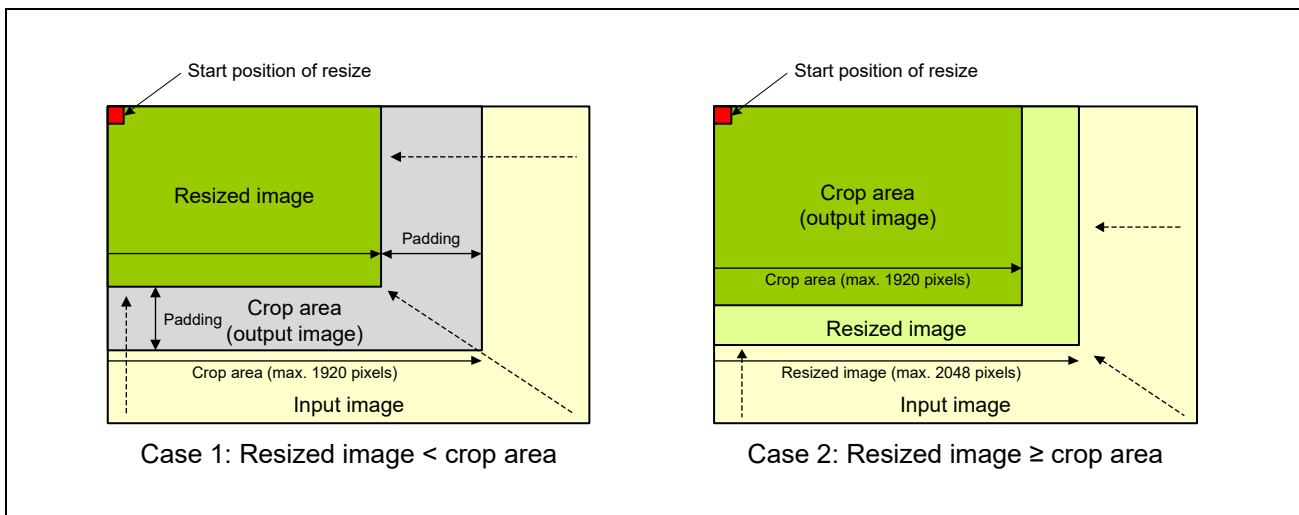 Start position of resize
Resized image
Padding
Padding
Crop area
(output image)
Crop area (max. 1920 pixels)
Input image
Case 1: Resized image < crop area
Start position of resize
Crop area
(output image)
Crop area (max. 1920 pixels)
Resized image
Resized image (max. 2048 pixels)
Input image
Case 2: Resized image ≥ crop area